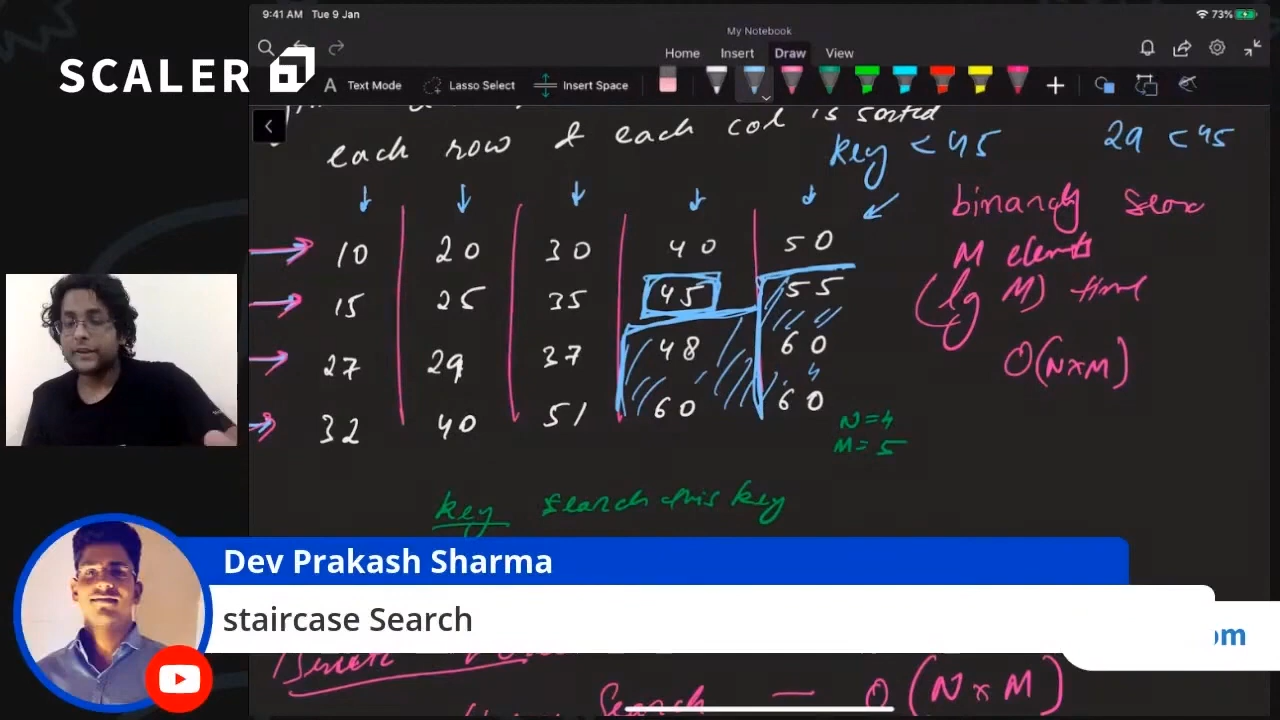 9:41 AM Tue 9 Jan
73%
My Notebook
SCALER
Home Insert Draw View
Text Mode Lasso Select Insert Space
each row & each col is sorted
key < 45
29 < 45
binary
M elements
(lg M) time
O(N×M)
10 20 30 40 50
15 25 35 45 55
27 29 37 48 60
32 40 51 60 60
N=4
M=5
key search this key
Dev Prakash Sharma
staircase Search
om
Search — O(N×M)